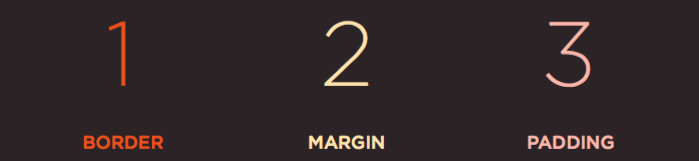 1 2 3
BORDER MARGIN PADDING